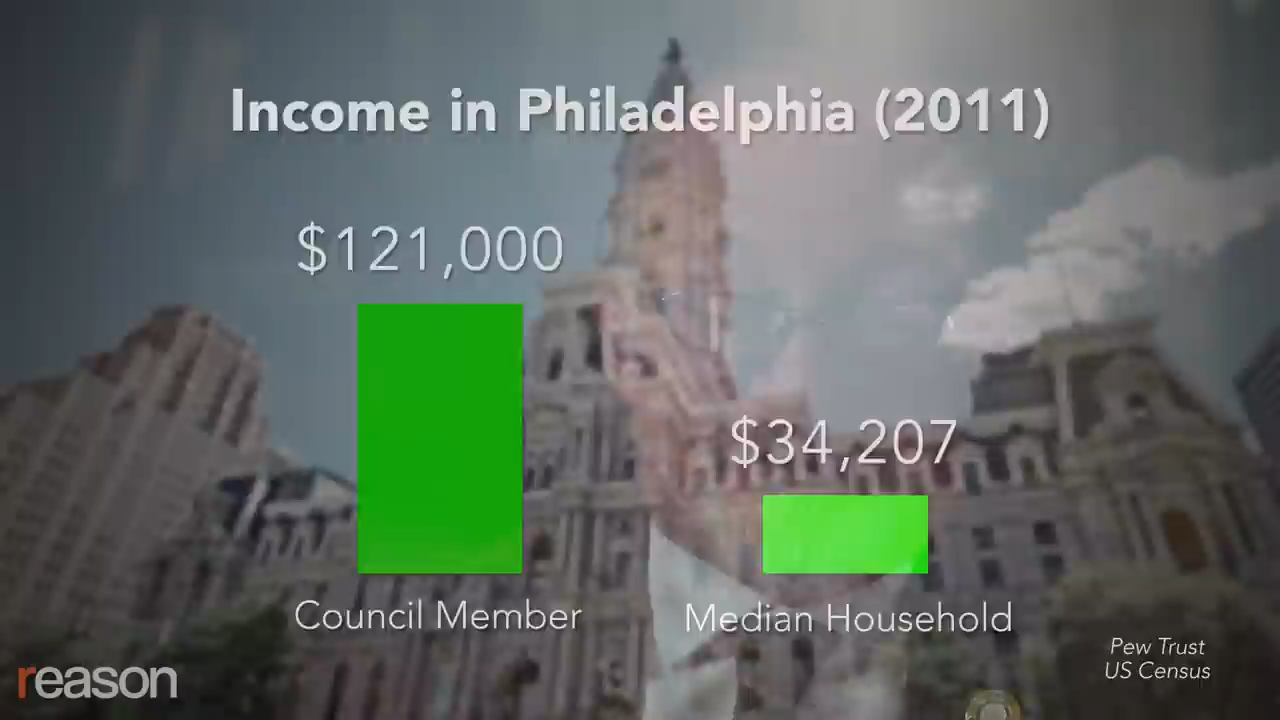 Income in Philadelphia (2011)
$121,000
$34,207
Council Member
Median Household
Pew Trust
US Census
reason